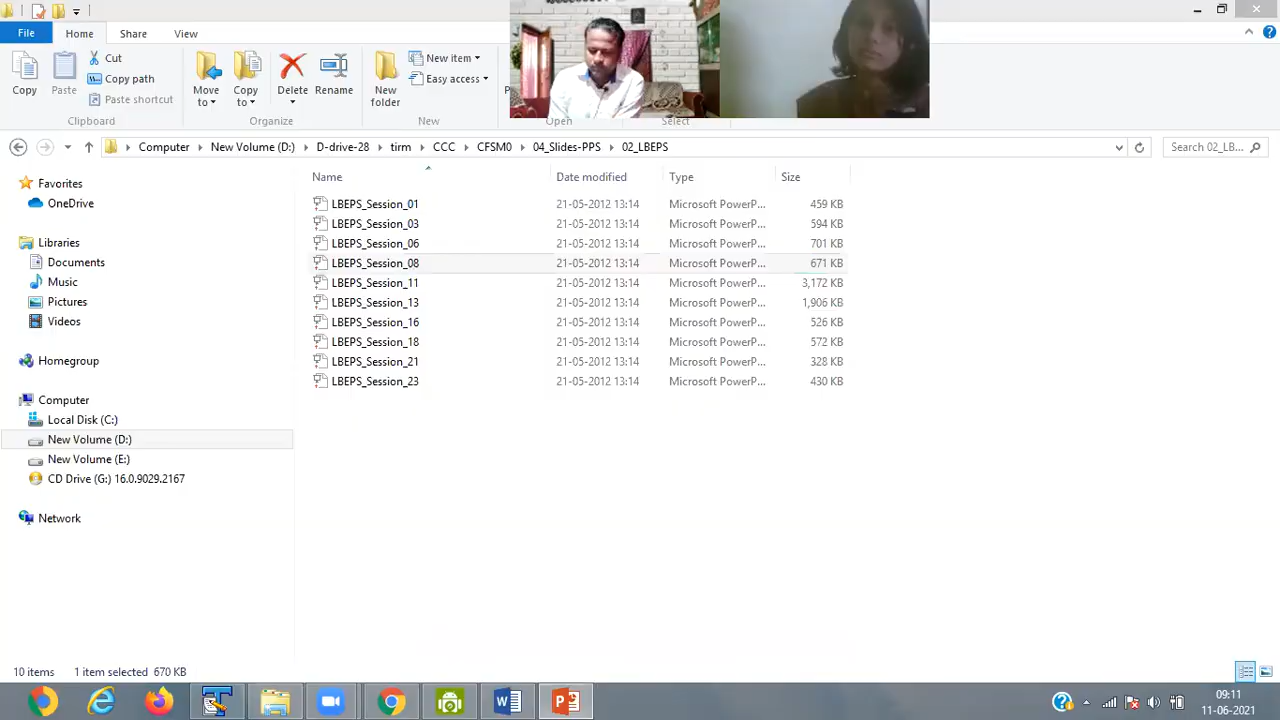 File Home Share View
Copy Paste Cut Copy path Paste shortcut Move to Copy to Delete Rename New folder New item Easy access
Clipboard Organize New Open Select
Computer New Volume (D:) D-drive-28 tirm CCC CFSM0 04_Slides-PPS 02_LBEPS Search 02_LB...
Name Date modified Type Size
Favorites
OneDrive
Libraries
Documents
Music
Pictures
Videos
Homegroup
Computer
Local Disk (C:)
New Volume (D:)
New Volume (E:)
CD Drive (G:) 16.0.9029.2167
Network
LBEPS_Session_01 21-05-2012 13:14 Microsoft PowerP... 459 KB
LBEPS_Session_03 21-05-2012 13:14 Microsoft PowerP... 594 KB
LBEPS_Session_06 21-05-2012 13:14 Microsoft PowerP... 701 KB
LBEPS_Session_08 21-05-2012 13:14 Microsoft PowerP... 671 KB
LBEPS_Session_11 21-05-2012 13:14 Microsoft PowerP... 3,172 KB
LBEPS_Session_13 21-05-2012 13:14 Microsoft PowerP... 1,906 KB
LBEPS_Session_16 21-05-2012 13:14 Microsoft PowerP... 526 KB
LBEPS_Session_18 21-05-2012 13:14 Microsoft PowerP... 572 KB
LBEPS_Session_21 21-05-2012 13:14 Microsoft PowerP... 328 KB
LBEPS_Session_23 21-05-2012 13:14 Microsoft PowerP... 430 KB
10 items 1 item selected 670 KB
09:11
11-06-2021